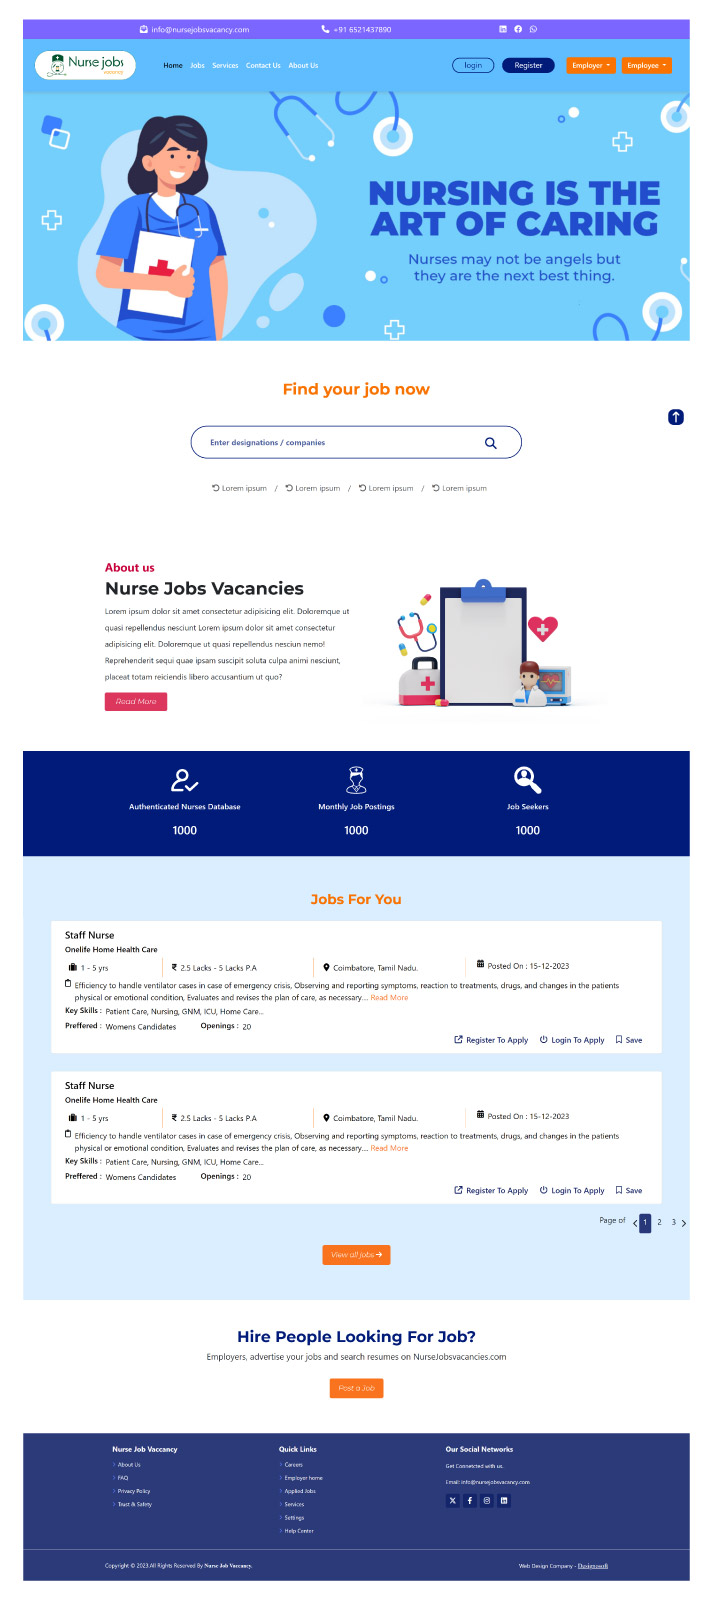 info@nursejobsvacancy.com
+91 6521437890
Nurse jobs
vacancy
Home Jobs Services Contact Us About Us
login Register Employer Employee
NURSING IS THE
ART OF CARING
Nurses may not be angels but
they are the next best thing.
Find your job now
Enter designations / companies
Lorem ipsum / Lorem ipsum / Lorem ipsum / Lorem ipsum
About us
Nurse Jobs Vacancies
Lorem ipsum dolor sit amet consectetur adipisicing elit. Doloremque ut
quasi repellendus nesciunt Lorem ipsum dolor sit amet consectetur
adipisicing elit. Doloremque ut quasi repellendus nesciun nemo!
Reprehenderit sequi quae ipsam suscipit soluta culpa animi nesciunt,
placeat totam reiciendis libero accusantium ut quo?
Read More
Authenticated Nurses Database
1000
Monthly Job Postings
1000
Job Seekers
1000
Jobs For You
Staff Nurse
Onelife Home Health Care
1 - 5 yrs ₹ 2.5 Lacks - 5 Lacks P.A Coimbatore, Tamil Nadu. Posted On : 15-12-2023
Efficiency to handle ventilator cases in case of emergency crisis, Observing and reporting symptoms, reaction to treatments, drugs, and changes in the patients
physical or emotional condition, Evaluates and revises the plan of care, as necessary... Read More
Key Skills : Patient Care, Nursing, GNM, ICU, Home Care...
Preffered : Womens Candidates Openings : 20
Register To Apply Login To Apply Save
Staff Nurse
Onelife Home Health Care
1 - 5 yrs ₹ 2.5 Lacks - 5 Lacks P.A Coimbatore, Tamil Nadu. Posted On : 15-12-2023
Efficiency to handle ventilator cases in case of emergency crisis, Observing and reporting symptoms, reaction to treatments, drugs, and changes in the patients
physical or emotional condition, Evaluates and revises the plan of care, as necessary... Read More
Key Skills : Patient Care, Nursing, GNM, ICU, Home Care...
Preffered : Womens Candidates Openings : 20
Register To Apply Login To Apply Save
Page of 1 2 3
View all jobs
Hire People Looking For Job?
Employers, advertise your jobs and search resumes on NurseJobsvacancies.com
Post a Job
Nurse Job Vaccancy
About Us
FAQ
Privacy Policy
Trust & Safety
Quick Links
Careers
Employer home
Applied Jobs
Services
Settings
Help Center
Our Social Networks
Get Connetcted with us.
Email: info@nursejobsvacancy.com
Copyright © 2023.All Rights Reserved By Nurse Job Vaccancy.
Web Design Company - Designosoft